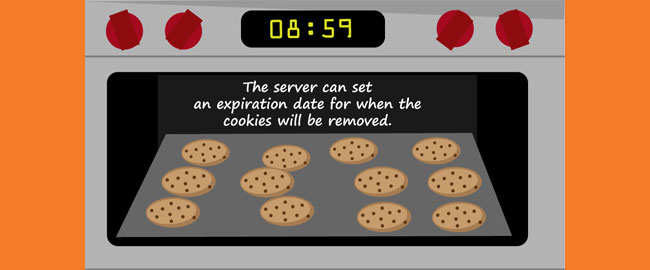 08:59
The server can set
an expiration date for when the
cookies will be removed.